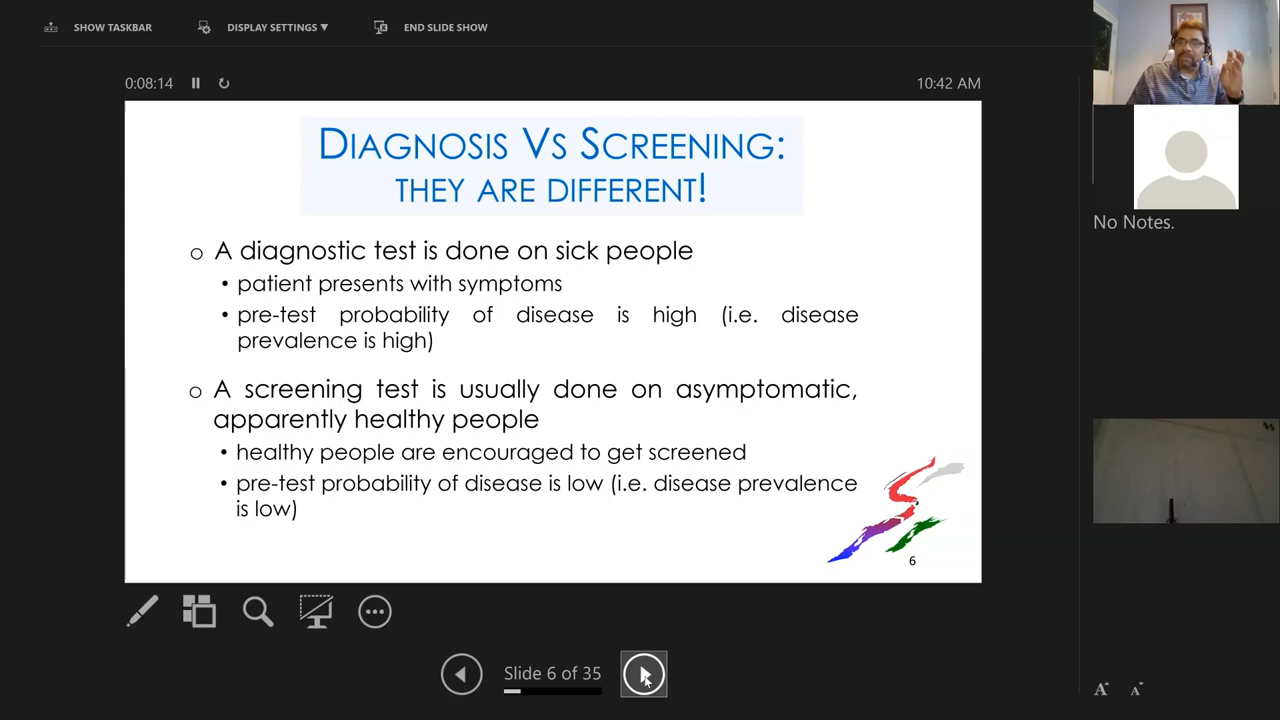 SHOW TASKBAR
DISPLAY SETTINGS ▼
END SLIDE SHOW
0:08:14
10:42 AM
DIAGNOSIS VS SCREENING:
THEY ARE DIFFERENT!
o A diagnostic test is done on sick people
• patient presents with symptoms
• pre-test probability of disease is high (i.e. disease
prevalence is high)
o A screening test is usually done on asymptomatic,
apparently healthy people
• healthy people are encouraged to get screened
• pre-test probability of disease is low (i.e. disease prevalence
is low)
6
No Notes.
Slide 6 of 35
A A